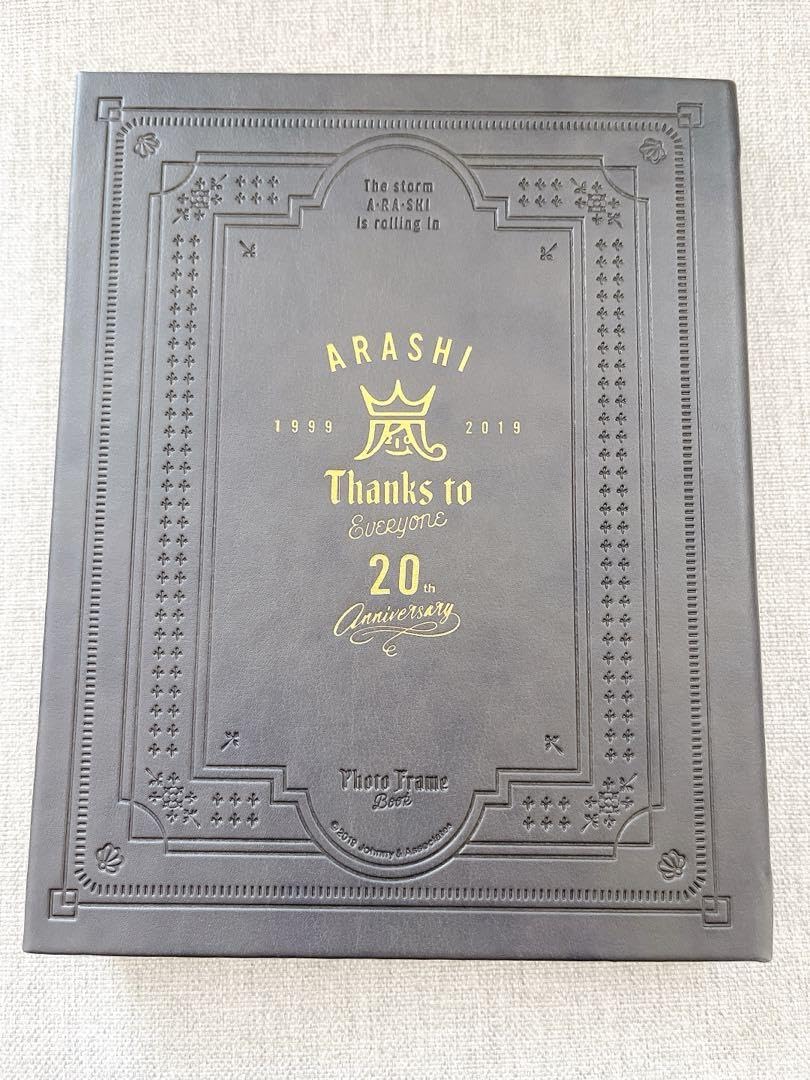 The storm
A・RA・SHI
is rolling in
ARASHI
嵐
1999 2019
Thanks to
Everyone
20th
Anniversary
Photo Frame
Book
©2019 Johnny & Associates